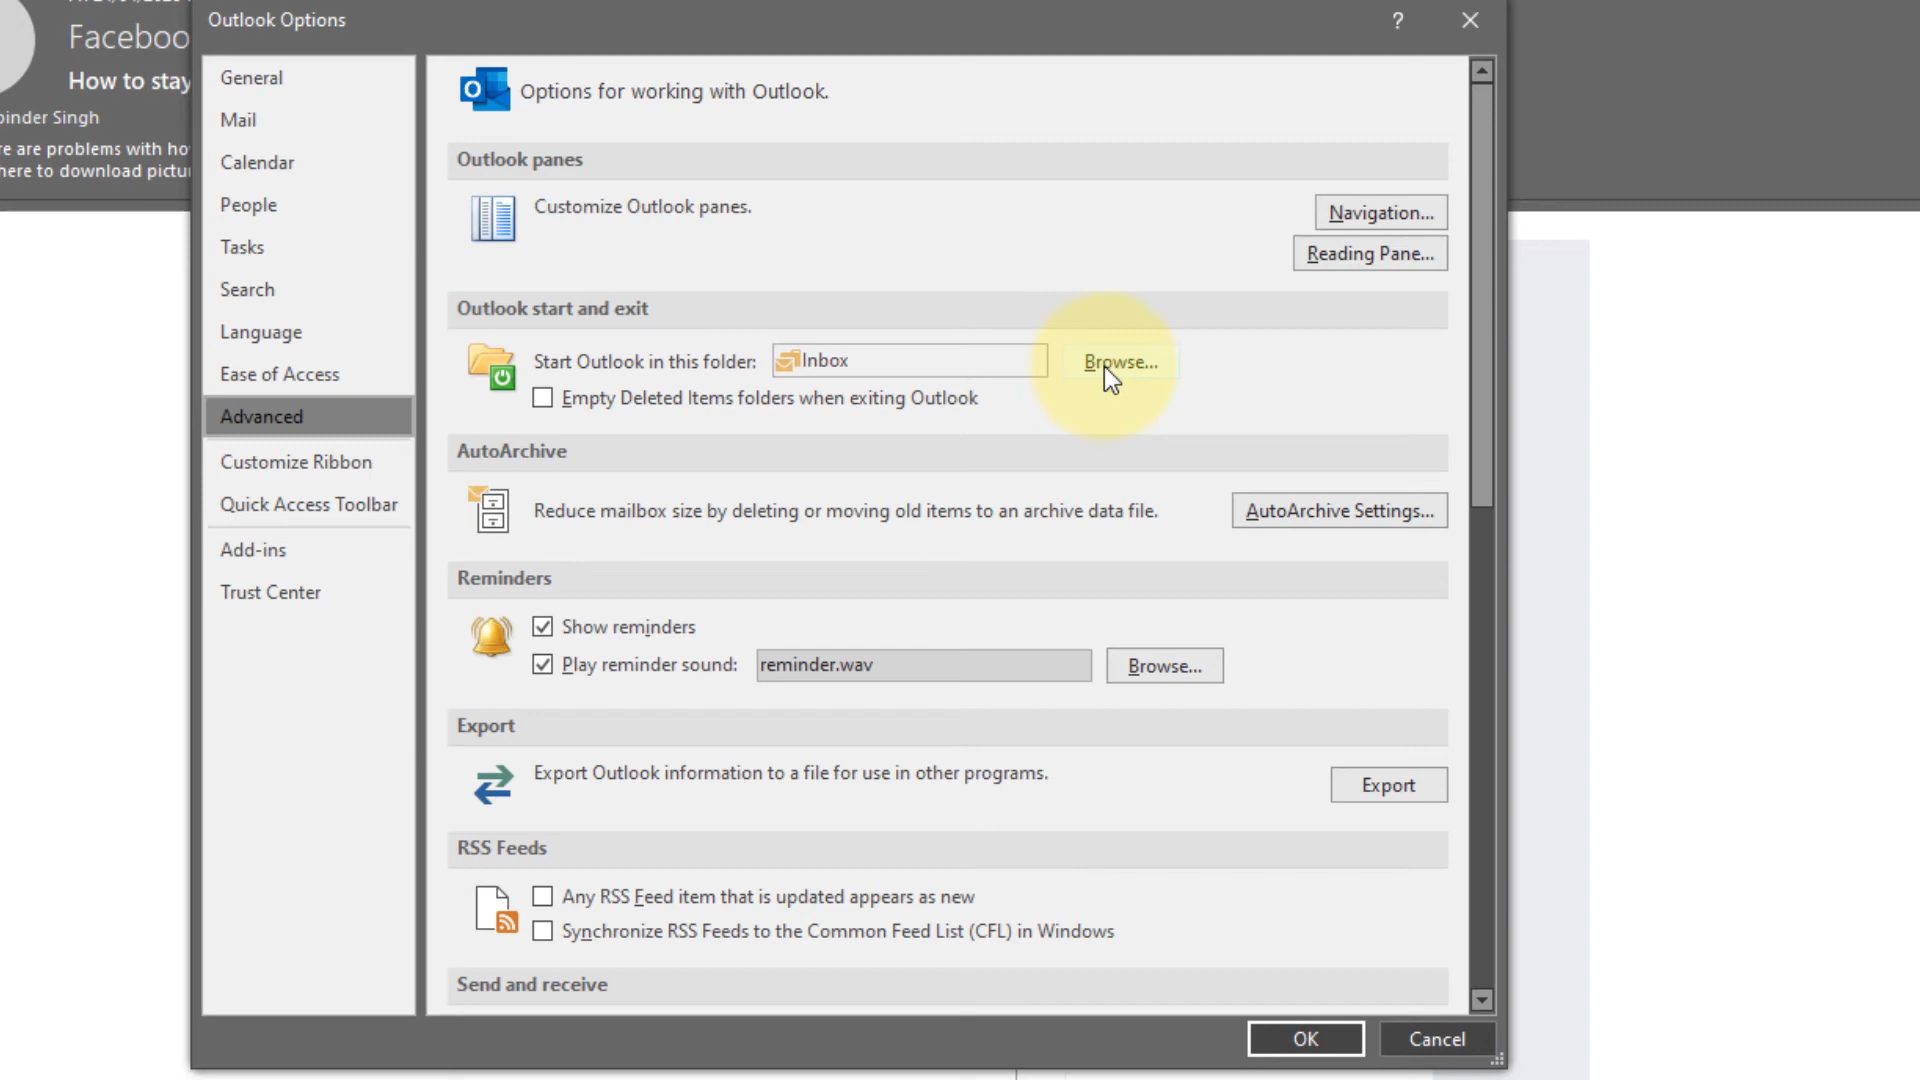 Outlook Options
?
Faceboo
How to stay
binder Singh
re are problems with ho
here to download pictu
General
Mail
Calendar
People
Tasks
Search
Language
Ease of Access
Advanced
Customize Ribbon
Quick Access Toolbar
Add-ins
Trust Center
Options for working with Outlook.
Outlook panes
Customize Outlook panes.
Navigation...
Reading Pane...
Outlook start and exit
Start Outlook in this folder: Inbox Browse...
Empty Deleted Items folders when exiting Outlook
AutoArchive
Reduce mailbox size by deleting or moving old items to an archive data file. AutoArchive Settings...
Reminders
Show reminders
Play reminder sound: reminder.wav Browse...
Export
Export Outlook information to a file for use in other programs.
Export
RSS Feeds
Any RSS Feed item that is updated appears as new
Synchronize RSS Feeds to the Common Feed List (CFL) in Windows
Send and receive
OK Cancel